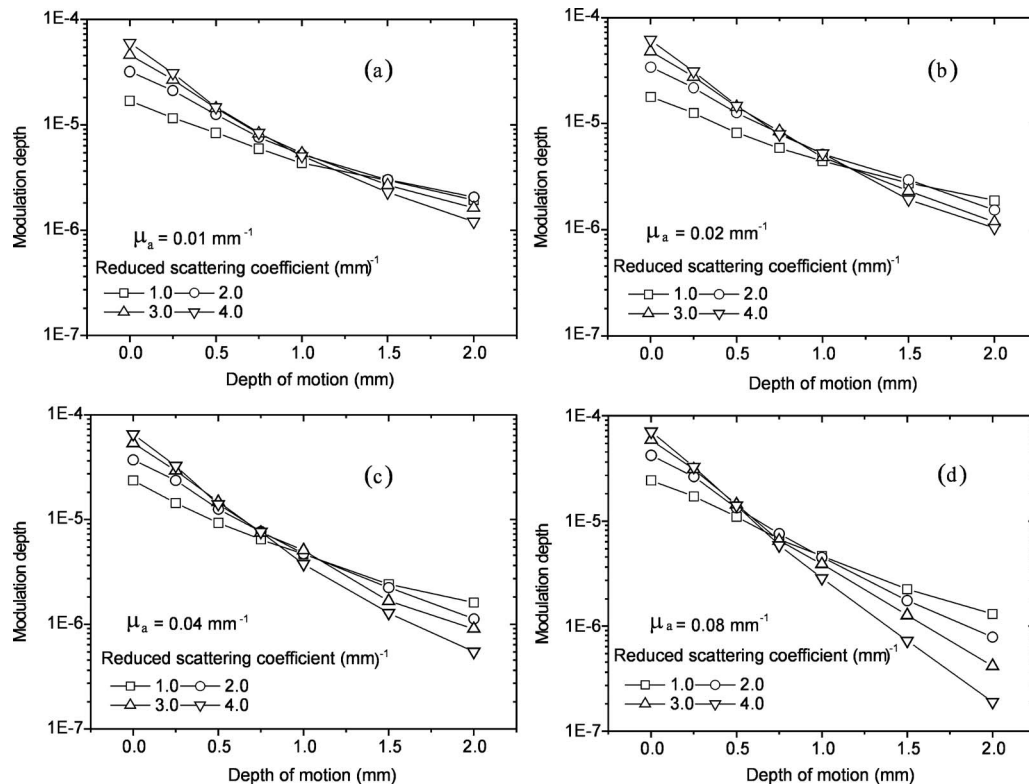 1E-4
1E-5
1E-6
1E-7
Modulation depth
(a)
μa = 0.01 mm-1
Reduced scattering coefficient (mm)-1
1.0 2.0
3.0 4.0
0.0 0.5 1.0 1.5 2.0
Depth of motion (mm)
1E-4
1E-5
1E-6
1E-7
Modulation depth
(b)
μa = 0.02 mm-1
Reduced scattering coefficient (mm)-1
1.0 2.0
3.0 4.0
0.0 0.5 1.0 1.5 2.0
Depth of motion (mm)
1E-4
1E-5
1E-6
1E-7
Modulation depth
(c)
μa = 0.04 mm-1
Reduced scattering coefficient (mm)-1
1.0 2.0
3.0 4.0
0.0 0.5 1.0 1.5 2.0
Depth of motion (mm)
1E-4
1E-5
1E-6
1E-7
Modulation depth
(d)
μa = 0.08 mm-1
Reduced scattering coefficient (mm)-1
1.0 2.0
3.0 4.0
0.0 0.5 1.0 1.5 2.0
Depth of motion (mm)